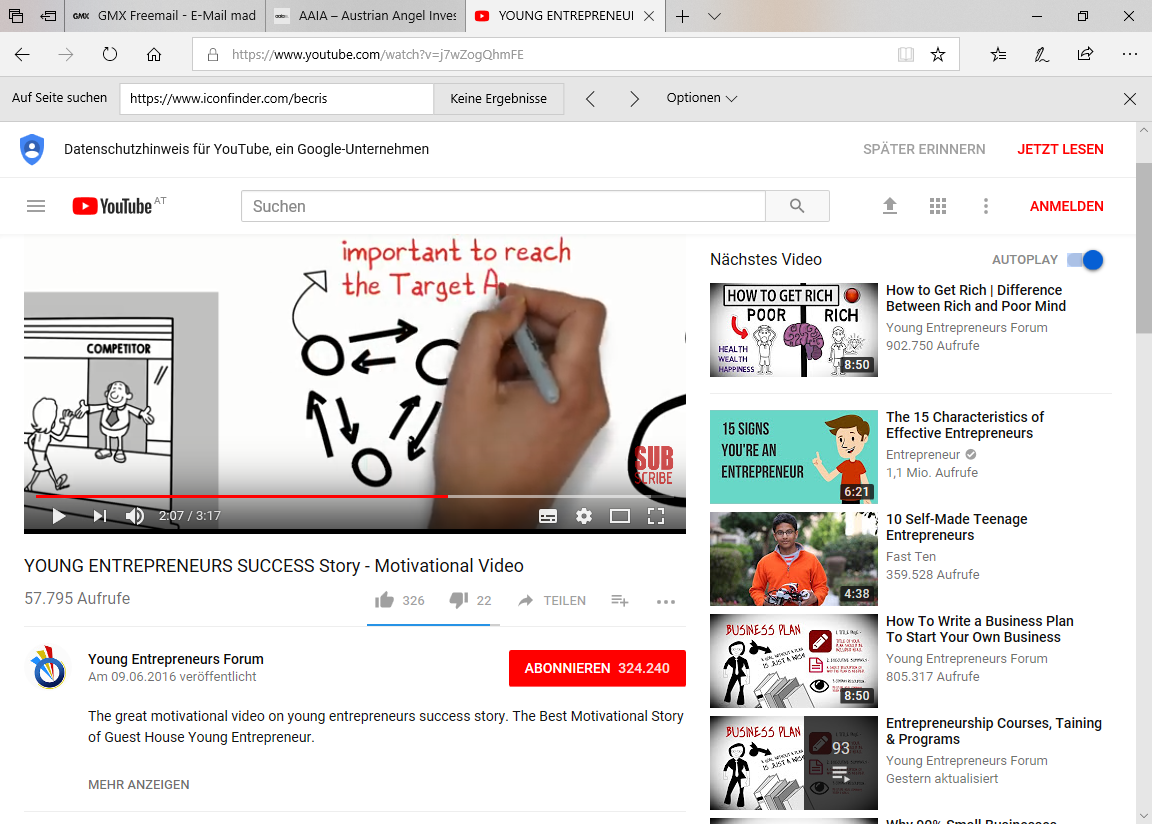 GMX Freemail - E-Mail mad
AAIA – Austrian Angel Inves
YOUNG ENTREPRENEUI
https://www.youtube.com/watch?v=j7wZogQhmFE
Auf Seite suchen
https://www.iconfinder.com/becris
Keine Ergebnisse
Optionen
Datenschutzhinweis für YouTube, ein Google-Unternehmen
SPÄTER ERINNERN
JETZT LESEN
YouTube AT
Suchen
ANMELDEN
important to reach
the Target A
COMPETITOR
SUB
SCRIBE
2:07 / 3:17
YOUNG ENTREPRENEURS SUCCESS Story - Motivational Video
57.795 Aufrufe
326
22
TEILEN
Young Entrepreneurs Forum
Am 09.06.2016 veröffentlicht
ABONNIEREN 324.240
The great motivational video on young entrepreneurs success story. The Best Motivational Story
of Guest House Young Entrepreneur.
MEHR ANZEIGEN
Nächstes Video
AUTOPLAY
HOW TO GET RICH
POOR
RICH
HEALTH
WEALTH
HAPPINESS
8:50
How to Get Rich | Difference
Between Rich and Poor Mind
Young Entrepreneurs Forum
902.750 Aufrufe
15 SIGNS
YOU'RE AN
ENTREPRENEUR
6:21
The 15 Characteristics of
Effective Entrepreneurs
Entrepreneur
1,1 Mio. Aufrufe
4:38
10 Self-Made Teenage
Entrepreneurs
Fast Ten
359.528 Aufrufe
BUSINESS PLAN
8:50
How To Write a Business Plan
To Start Your Own Business
Young Entrepreneurs Forum
805.317 Aufrufe
BUSINESS PLAN
93
Entrepreneurship Courses, Taining
& Programs
Young Entrepreneurs Forum
Gestern aktualisiert